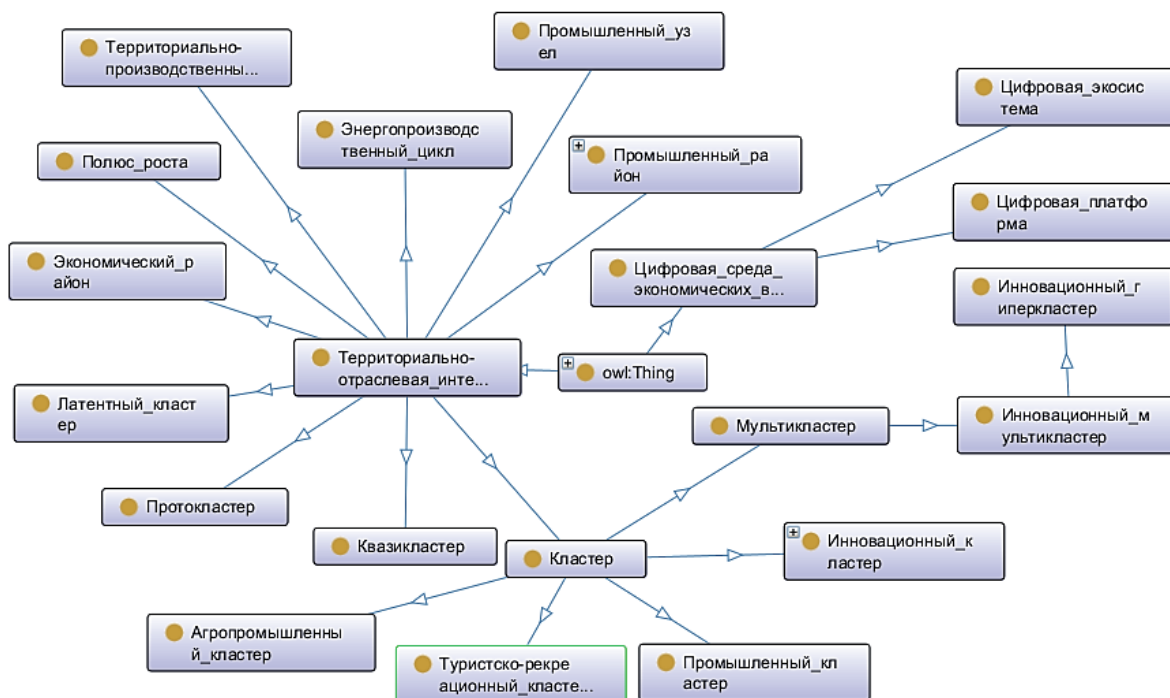 Территориально-
производственны...
Промышленный_уз
ел
Цифровая_экосис
тема
Энергопроизводс
твенный_цикл
Полюс_роста
Промышленный_ра
йон
Цифровая_платфо
рма
Экономический_р
айон
Цифровая_среда_
экономических_в...
Инновационный_г
иперкластер
Территориально-
отраслевая_инте...
owl:Thing
Латентный_класт
ер
Мультикластер
Инновационный_м
ультикластер
Протокластер
Квазикластер
Кластер
Инновационный_к
ластер
Агропромышленны
й_кластер
Туристско-рекре
ационный_класте...
Промышленный_кл
астер